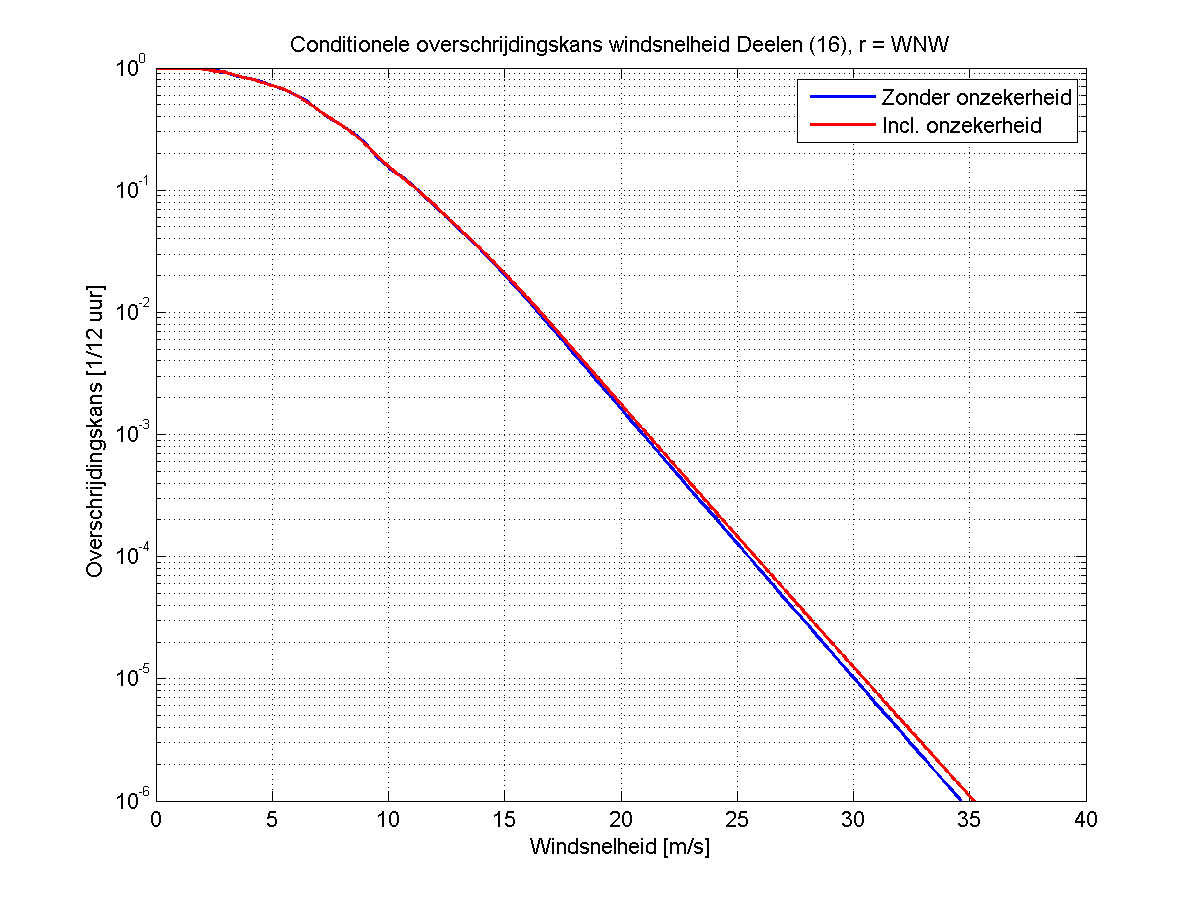 Conditionele overschrijdingskans windsnelheid Deelen (16), r = WNW
Zonder onzekerheid
Incl. onzekerheid
Overschrijdingskans [1/12 uur]
10^0
10^-1
10^-2
10^-3
10^-4
10^-5
10^-6
0 5 10 15 20 25 30 35 40
Windsnelheid [m/s]